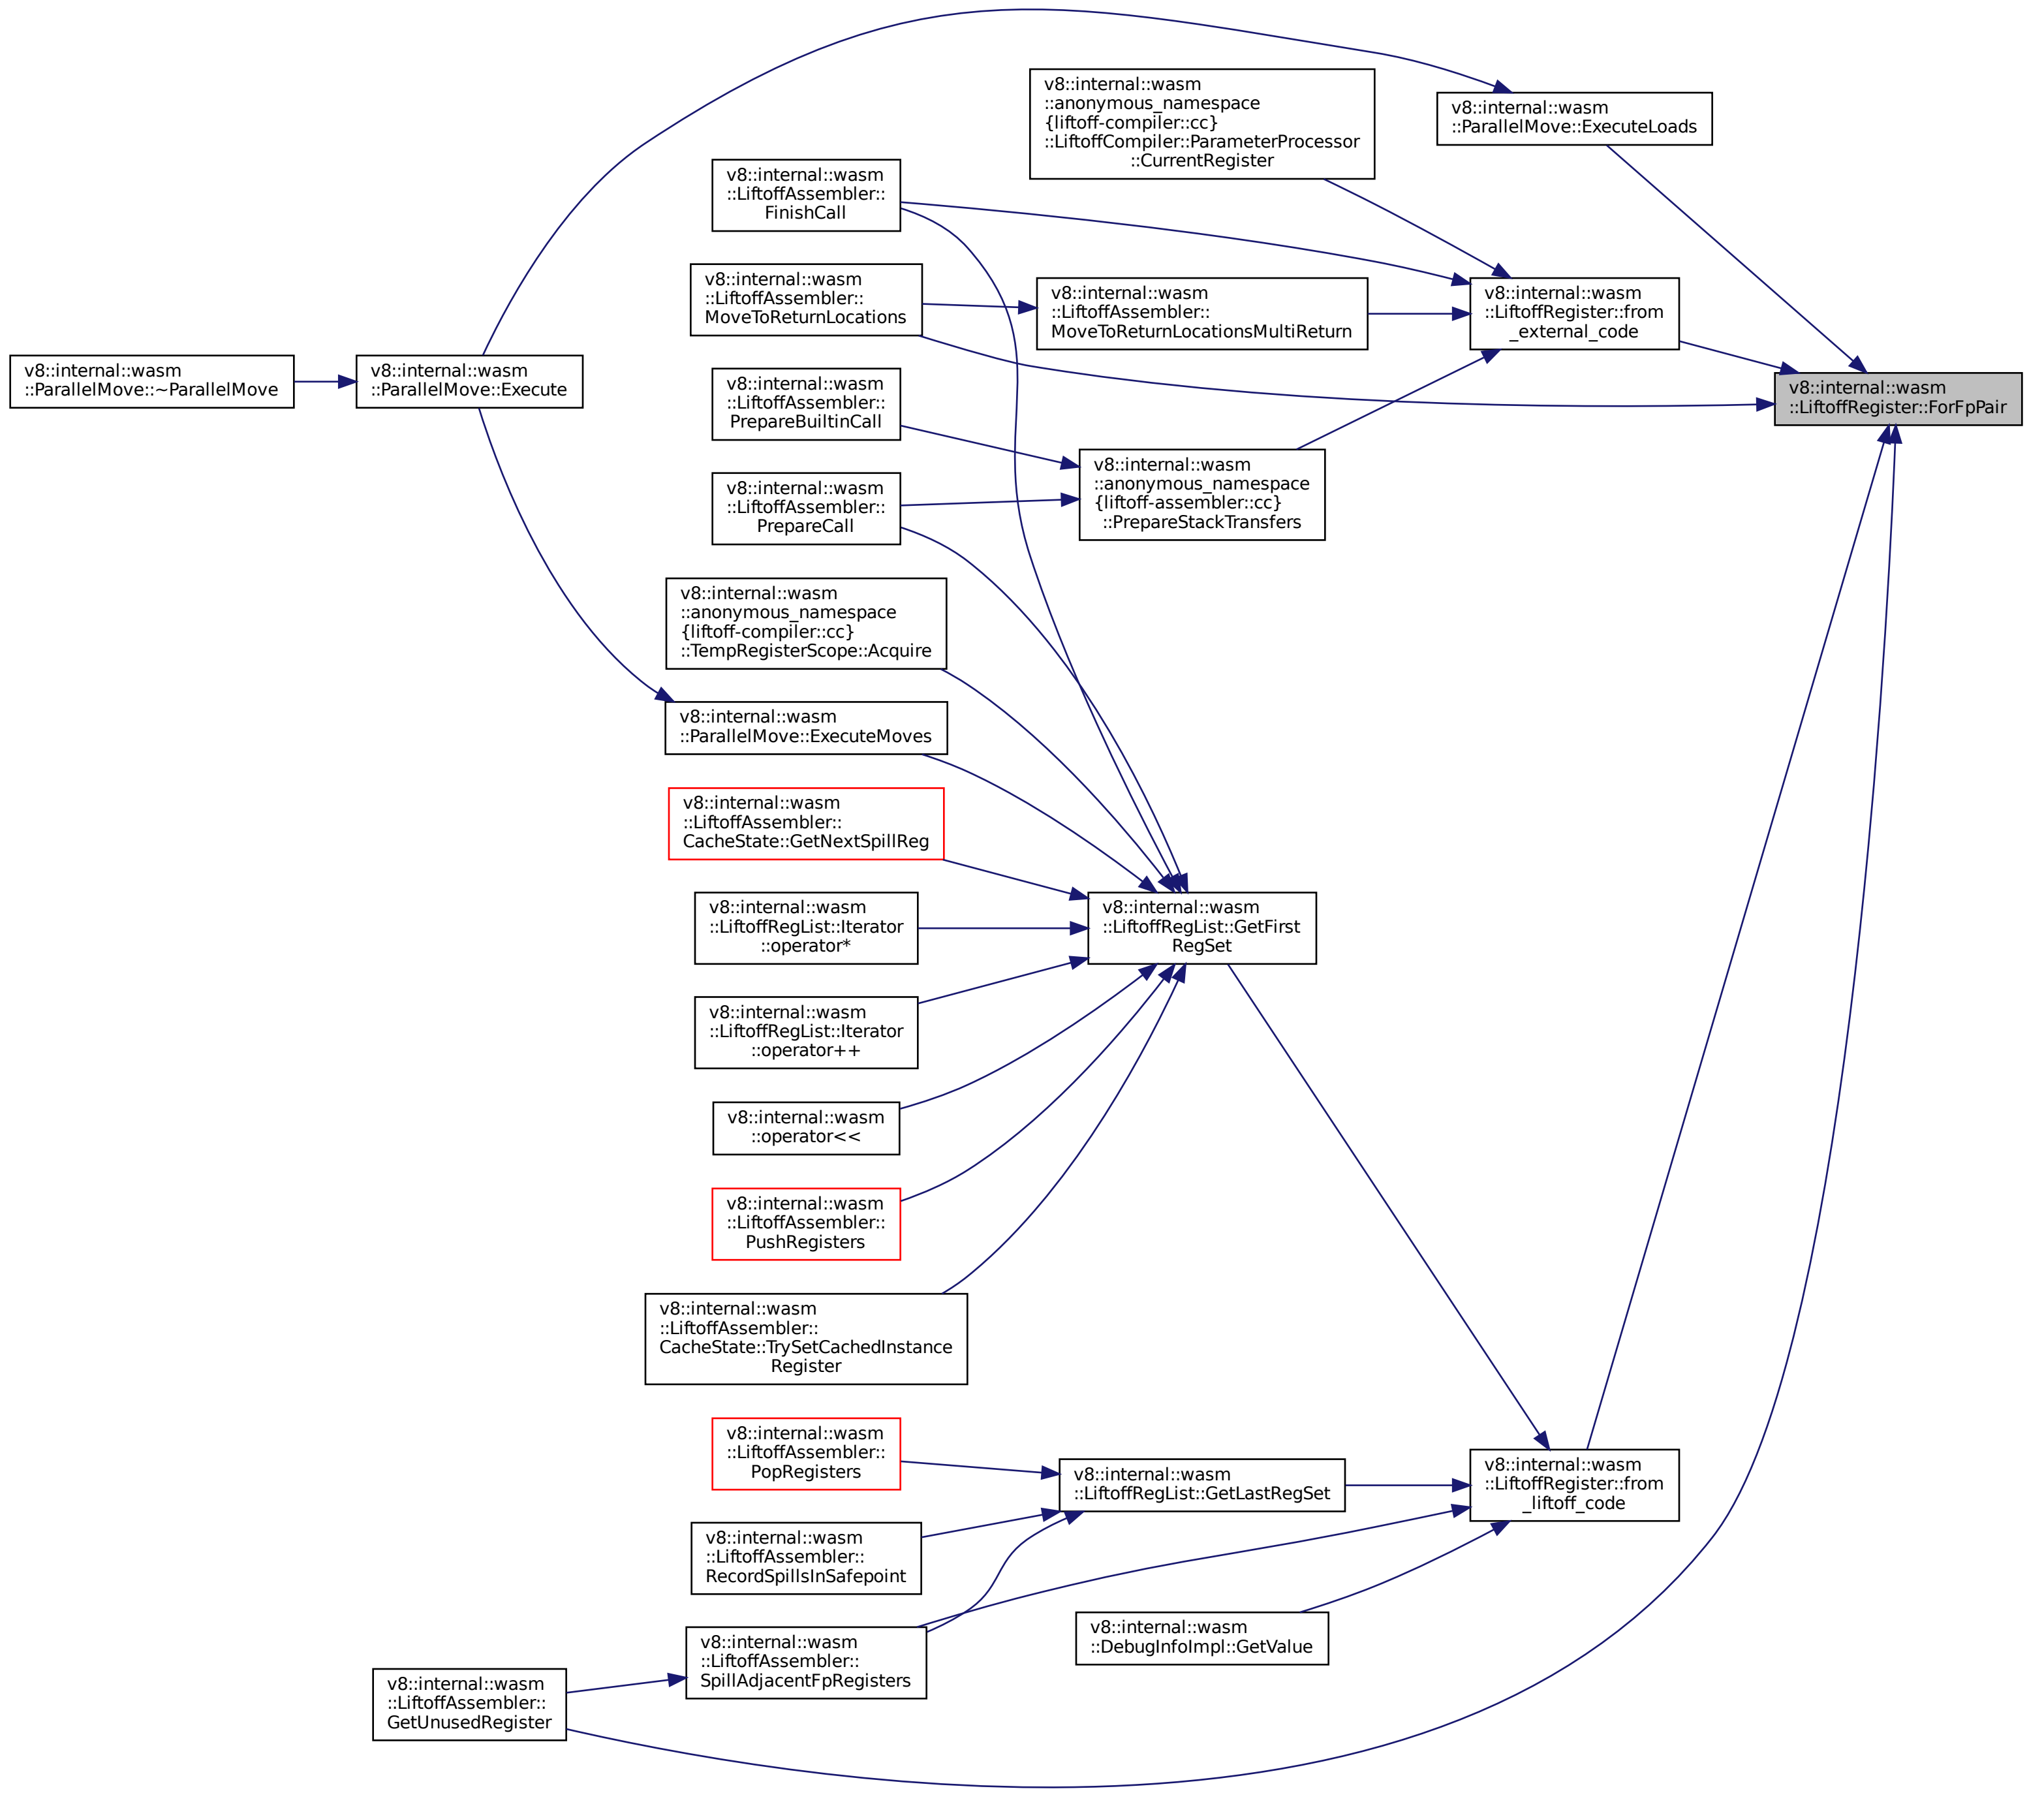 v8::internal::wasm
::anonymous_namespace
{liftoff-compiler::cc}
::LiftoffCompiler::ParameterProcessor
::CurrentRegister
v8::internal::wasm
::ParallelMove::ExecuteLoads
v8::internal::wasm
::LiftoffAssembler::
FinishCall
v8::internal::wasm
::LiftoffAssembler::
MoveToReturnLocations
v8::internal::wasm
::LiftoffAssembler::
MoveToReturnLocationsMultiReturn
v8::internal::wasm
::LiftoffRegister::from
_external_code
v8::internal::wasm
::ParallelMove::~ParallelMove
v8::internal::wasm
::ParallelMove::Execute
v8::internal::wasm
::LiftoffAssembler::
PrepareBuiltinCall
v8::internal::wasm
::LiftoffRegister::ForFpPair
v8::internal::wasm
::LiftoffAssembler::
PrepareCall
v8::internal::wasm
::anonymous_namespace
{liftoff-assembler::cc}
::PrepareStackTransfers
v8::internal::wasm
::anonymous_namespace
{liftoff-compiler::cc}
::TempRegisterScope::Acquire
v8::internal::wasm
::ParallelMove::ExecuteMoves
v8::internal::wasm
::LiftoffAssembler::
CacheState::GetNextSpillReg
v8::internal::wasm
::LiftoffRegList::Iterator
::operator*
v8::internal::wasm
::LiftoffRegList::GetFirst
RegSet
v8::internal::wasm
::LiftoffRegList::Iterator
::operator++
v8::internal::wasm
::operator<<
v8::internal::wasm
::LiftoffAssembler::
PushRegisters
v8::internal::wasm
::LiftoffAssembler::
CacheState::TrySetCachedInstance
Register
v8::internal::wasm
::LiftoffAssembler::
PopRegisters
v8::internal::wasm
::LiftoffRegList::GetLastRegSet
v8::internal::wasm
::LiftoffRegister::from
_liftoff_code
v8::internal::wasm
::LiftoffAssembler::
RecordSpillsInSafepoint
v8::internal::wasm
::DebugInfoImpl::GetValue
v8::internal::wasm
::LiftoffAssembler::
SpillAdjacentFpRegisters
v8::internal::wasm
::LiftoffAssembler::
GetUnusedRegister